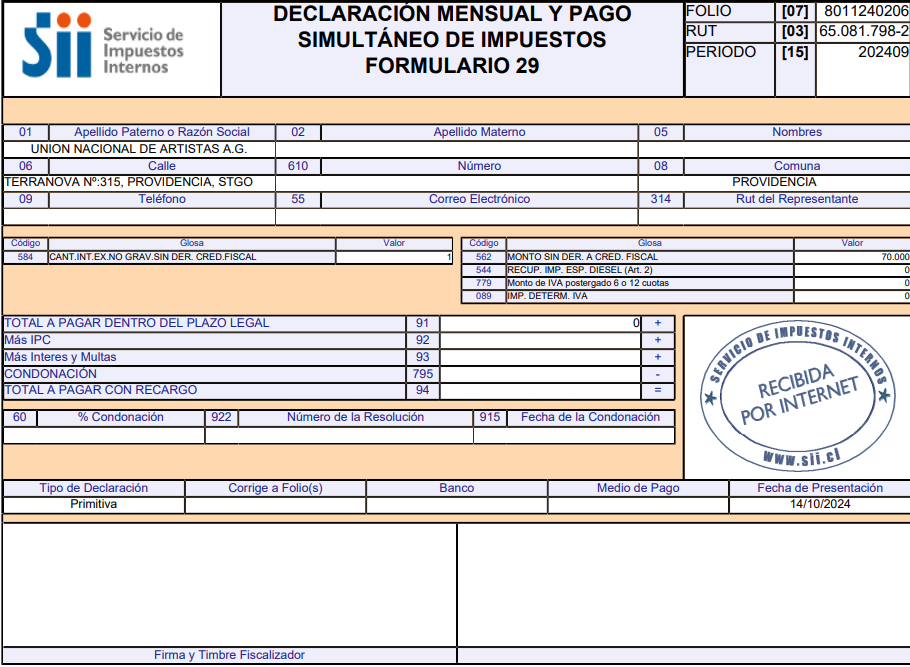 sii Servicio de
Impuestos
Internos
DECLARACIÓN MENSUAL Y PAGO
SIMULTÁNEO DE IMPUESTOS
FORMULARIO 29
FOLIO [07] 8011240206
RUT [03] 65.081.798-2
PERIODO [15] 202409
01 Apellido Paterno o Razón Social 02 Apellido Materno 05 Nombres
UNION NACIONAL DE ARTISTAS A.G.
06 Calle 610 Número 08 Comuna
TERRANOVA Nº:315, PROVIDENCIA, STGO PROVIDENCIA
09 Teléfono 55 Correo Electrónico 314 Rut del Representante
Código Glosa Valor Código Glosa Valor
584 CANT.INT.EX.NO GRAV.SIN DER. CRED.FISCAL 1 562 MONTO SIN DER. A CRED. FISCAL 70.000
544 RECUP. IMP. ESP. DIESEL (Art. 2) 0
779 Monto de IVA postergado 6 o 12 cuotas 0
089 IMP. DETERM. IVA 0
TOTAL A PAGAR DENTRO DEL PLAZO LEGAL 91 0 +
Más IPC 92 +
Más Interes y Multas 93 +
CONDONACIÓN 795 -
TOTAL A PAGAR CON RECARGO 94 =
60 % Condonación 922 Número de la Resolución 915 Fecha de la Condonación
SERVICIO DE IMPUESTOS INTERNOS
RECIBIDA
POR INTERNET
www.sii.cl
Tipo de Declaración Corrige a Folio(s) Banco Medio de Pago Fecha de Presentación
Primitiva 14/10/2024
Firma y Timbre Fiscalizador